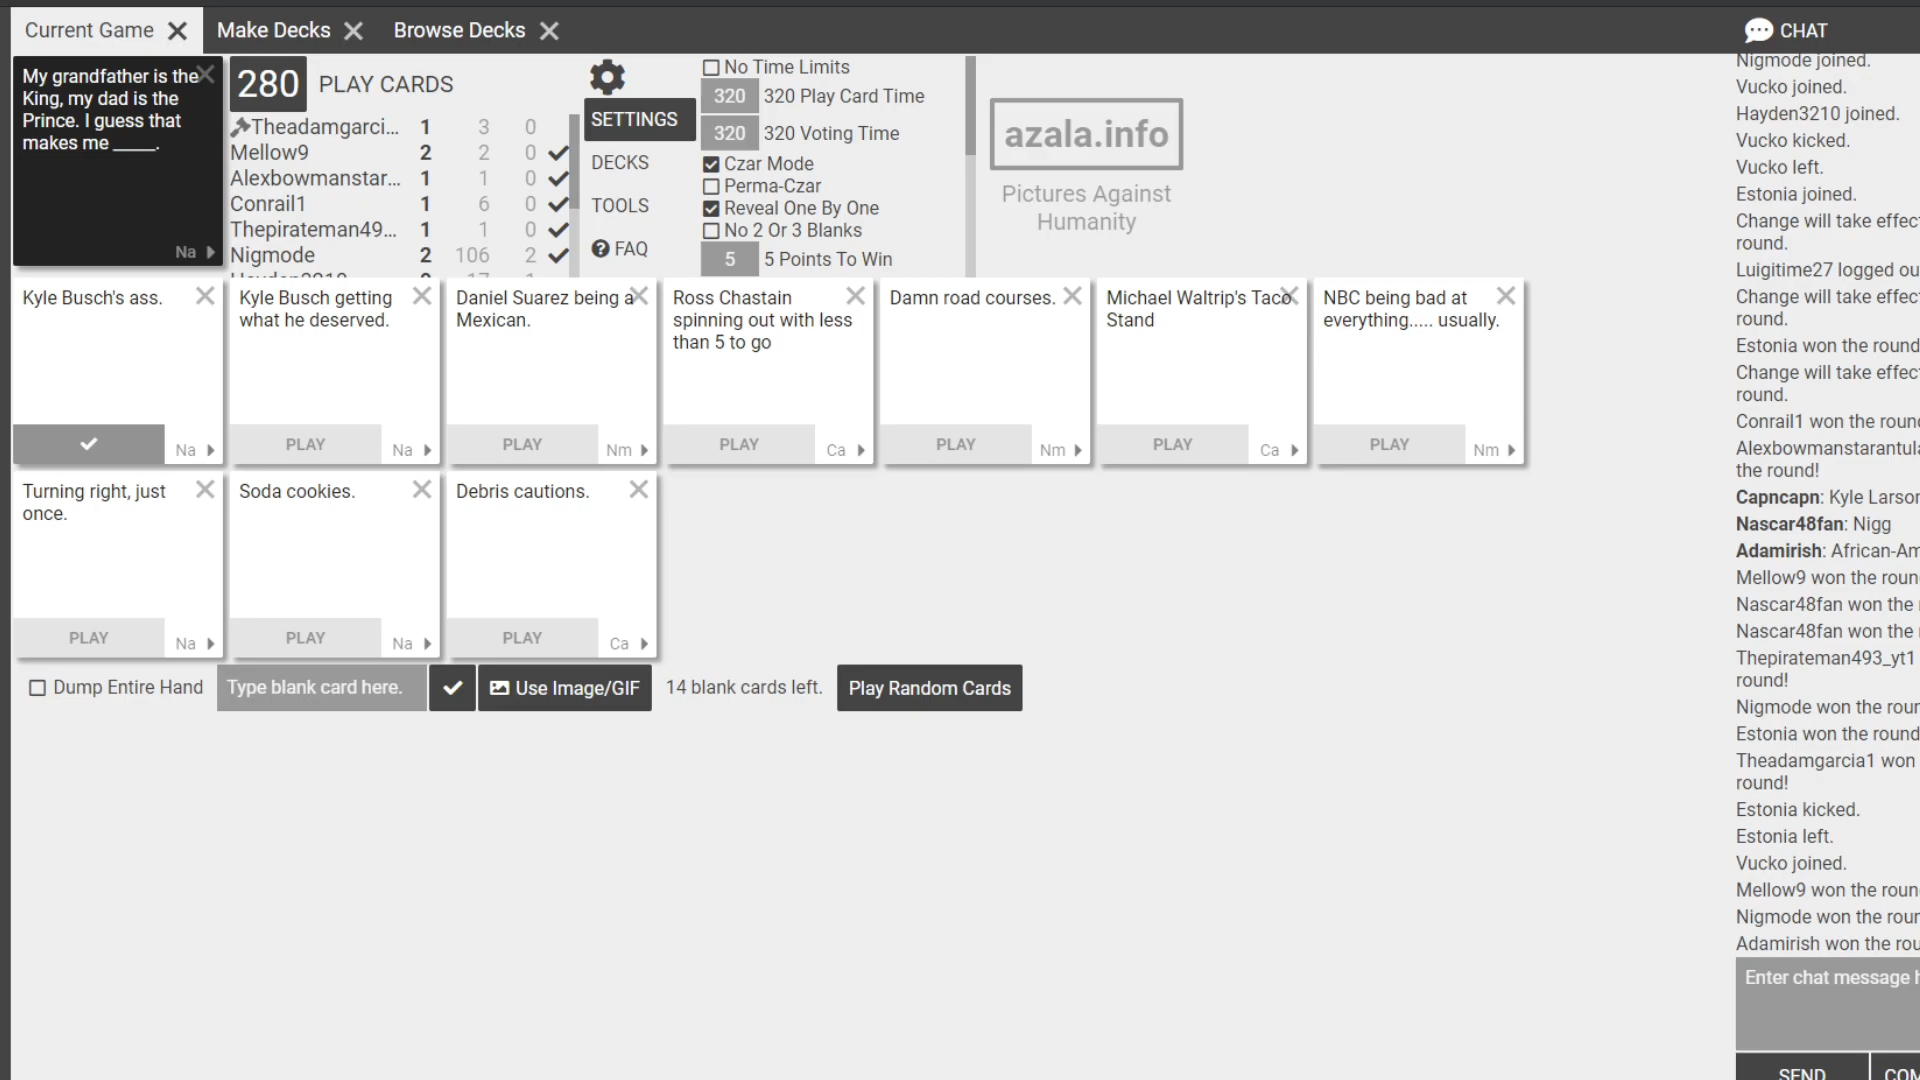 Current Game
Make Decks
Browse Decks
CHAT
My grandfather is the
King, my dad is the
Prince. I guess that
makes me _____.
Na
280 PLAY CARDS
Theadamgarci... 1 3 0
Mellow9 2 2 0
Alexbowmanstar... 1 1 0
Conrail1 1 6 0
Thepirateman49... 1 1 0
Nigmode 2 106 2
SETTINGS
DECKS
TOOLS
FAQ
No Time Limits
320 320 Play Card Time
320 320 Voting Time
Czar Mode
Perma-Czar
Reveal One By One
No 2 Or 3 Blanks
5 5 Points To Win
azala.info
Pictures Against
Humanity
Kyle Busch's ass.
Na
Kyle Busch getting
what he deserved.
PLAY Na
Daniel Suarez being a
Mexican.
PLAY Nm
Ross Chastain
spinning out with less
than 5 to go
PLAY Ca
Damn road courses.
PLAY Nm
Michael Waltrip's Taco
Stand
PLAY Ca
NBC being bad at
everything..... usually.
PLAY Nm
Turning right, just
once.
PLAY Na
Soda cookies.
PLAY Na
Debris cautions.
PLAY Ca
Dump Entire Hand
Type blank card here.
Use Image/GIF
14 blank cards left.
Play Random Cards
Nigmode joined.
Vucko joined.
Hayden3210 joined.
Vucko kicked.
Vucko left.
Estonia joined.
Change will take effec
round.
Luigitime27 logged ou
Change will take effec
round.
Estonia won the round
Change will take effec
round.
Conrail1 won the roun
Alexbowmanstarantul
the round!
Capncapn: Kyle Larso
Nascar48fan: Nigg
Adamirish: African-Am
Mellow9 won the roun
Nascar48fan won the
Nascar48fan won the
Thepirateman493_yt1
round!
Nigmode won the roun
Estonia won the round
Theadamgarcia1 won
round!
Estonia kicked.
Estonia left.
Vucko joined.
Mellow9 won the roun
Nigmode won the roun
Adamirish won the rou
Enter chat message h
SEND
COM